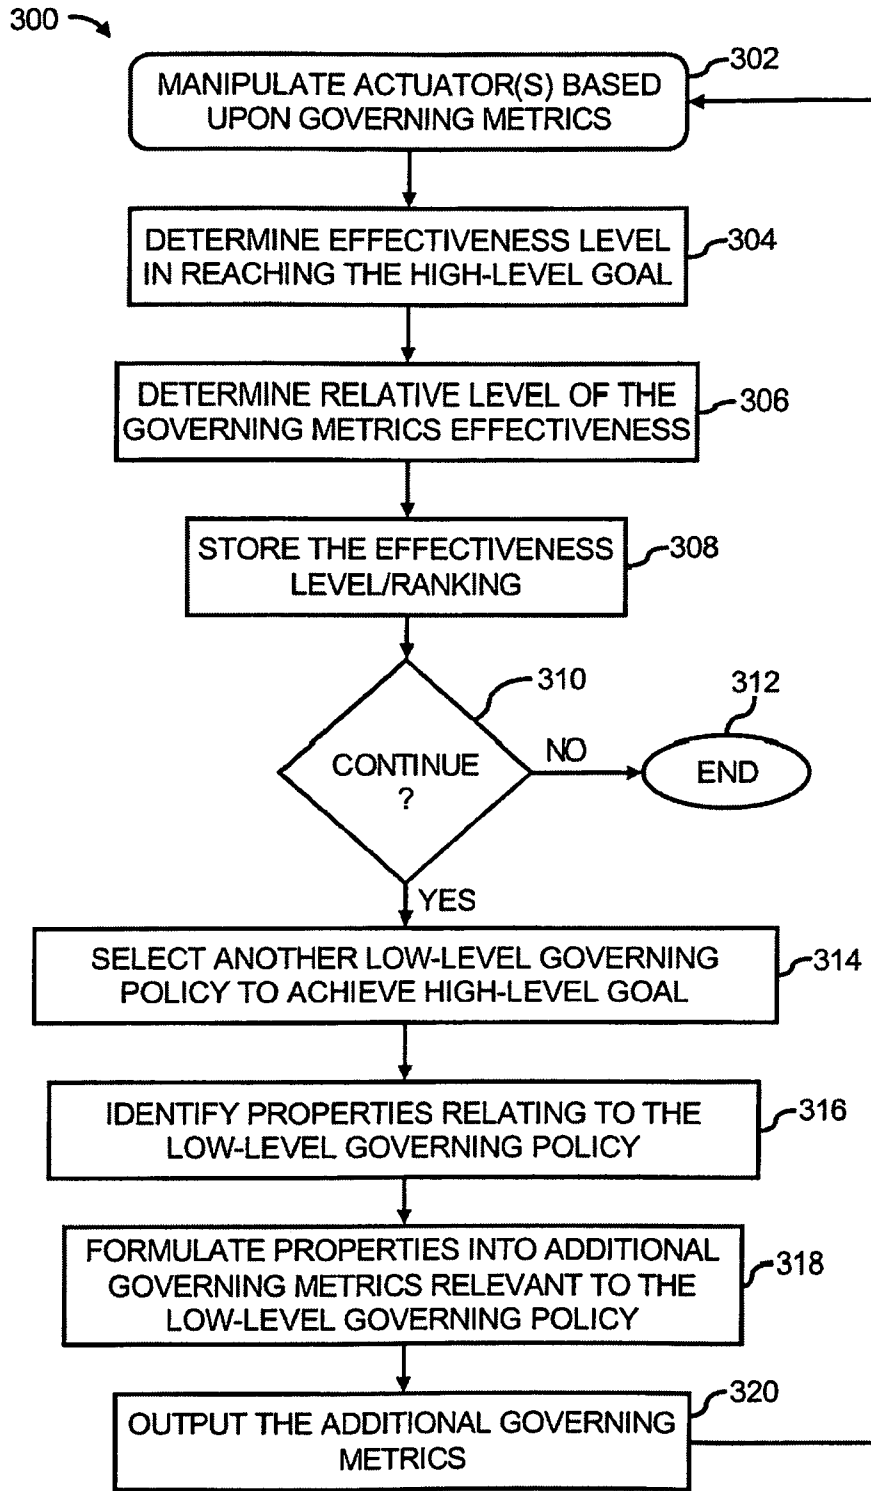 300
MANIPULATE ACTUATOR(S) BASED
UPON GOVERNING METRICS
302
DETERMINE EFFECTIVENESS LEVEL
IN REACHING THE HIGH-LEVEL GOAL
304
DETERMINE RELATIVE LEVEL OF THE
GOVERNING METRICS EFFECTIVENESS
306
STORE THE EFFECTIVENESS
LEVEL/RANKING
308
CONTINUE
?
310
NO
END
312
YES
SELECT ANOTHER LOW-LEVEL GOVERNING
POLICY TO ACHIEVE HIGH-LEVEL GOAL
314
IDENTIFY PROPERTIES RELATING TO THE
LOW-LEVEL GOVERNING POLICY
316
FORMULATE PROPERTIES INTO ADDITIONAL
GOVERNING METRICS RELEVANT TO THE
LOW-LEVEL GOVERNING POLICY
318
OUTPUT THE ADDITIONAL GOVERNING
METRICS
320